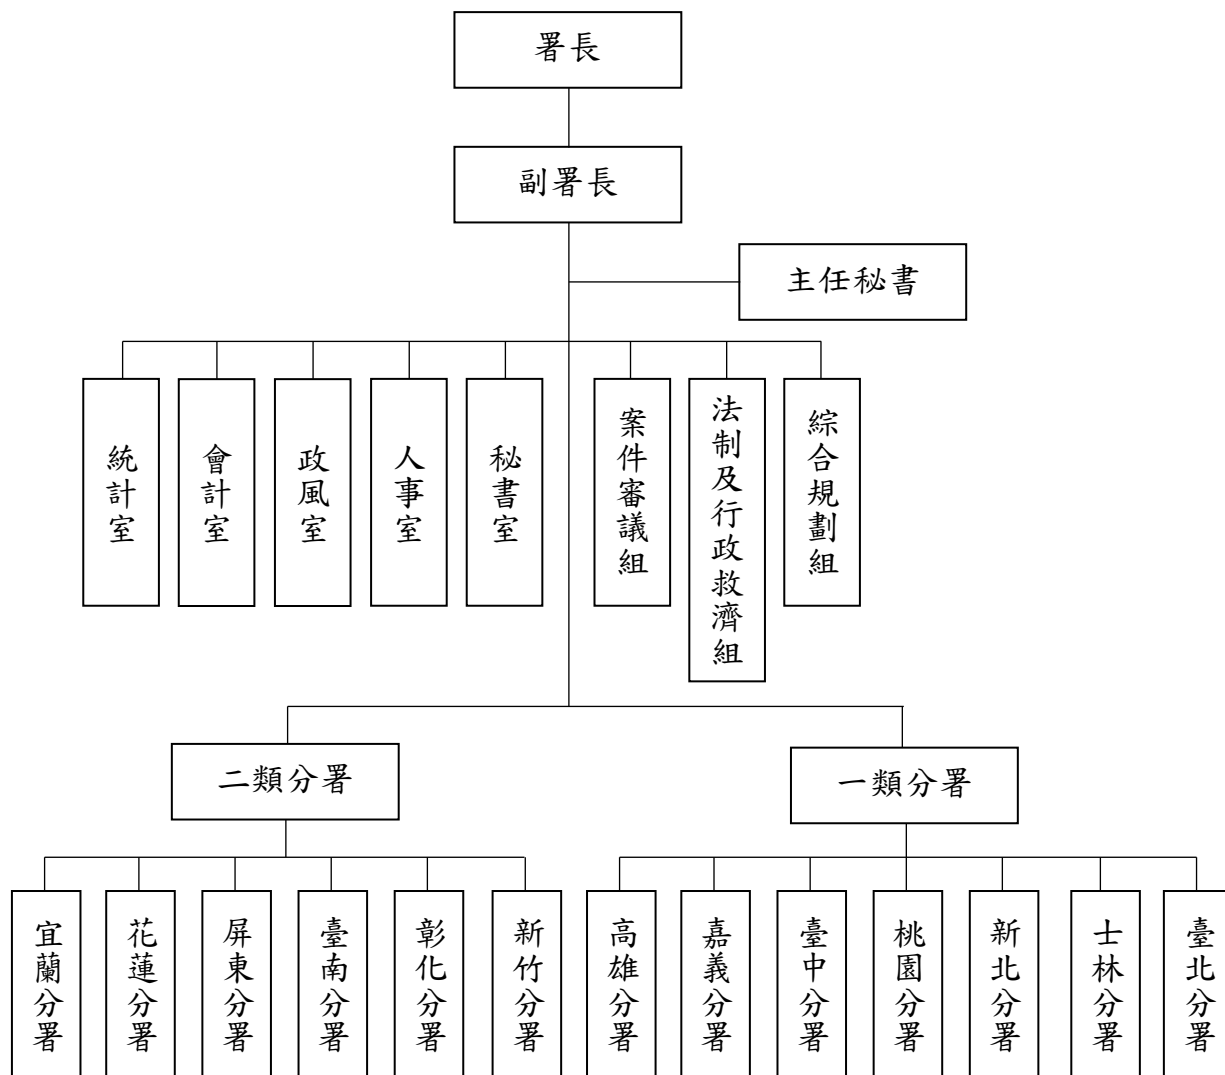 署長
副署長
主任秘書
統計室
會計室
政風室
人事室
秘書室
案件審議組
法制及行政救濟組
綜合規劃組
二類分署
一類分署
宜蘭分署
花蓮分署
屏東分署
臺南分署
彰化分署
新竹分署
高雄分署
嘉義分署
臺中分署
桃園分署
新北分署
士林分署
臺北分署